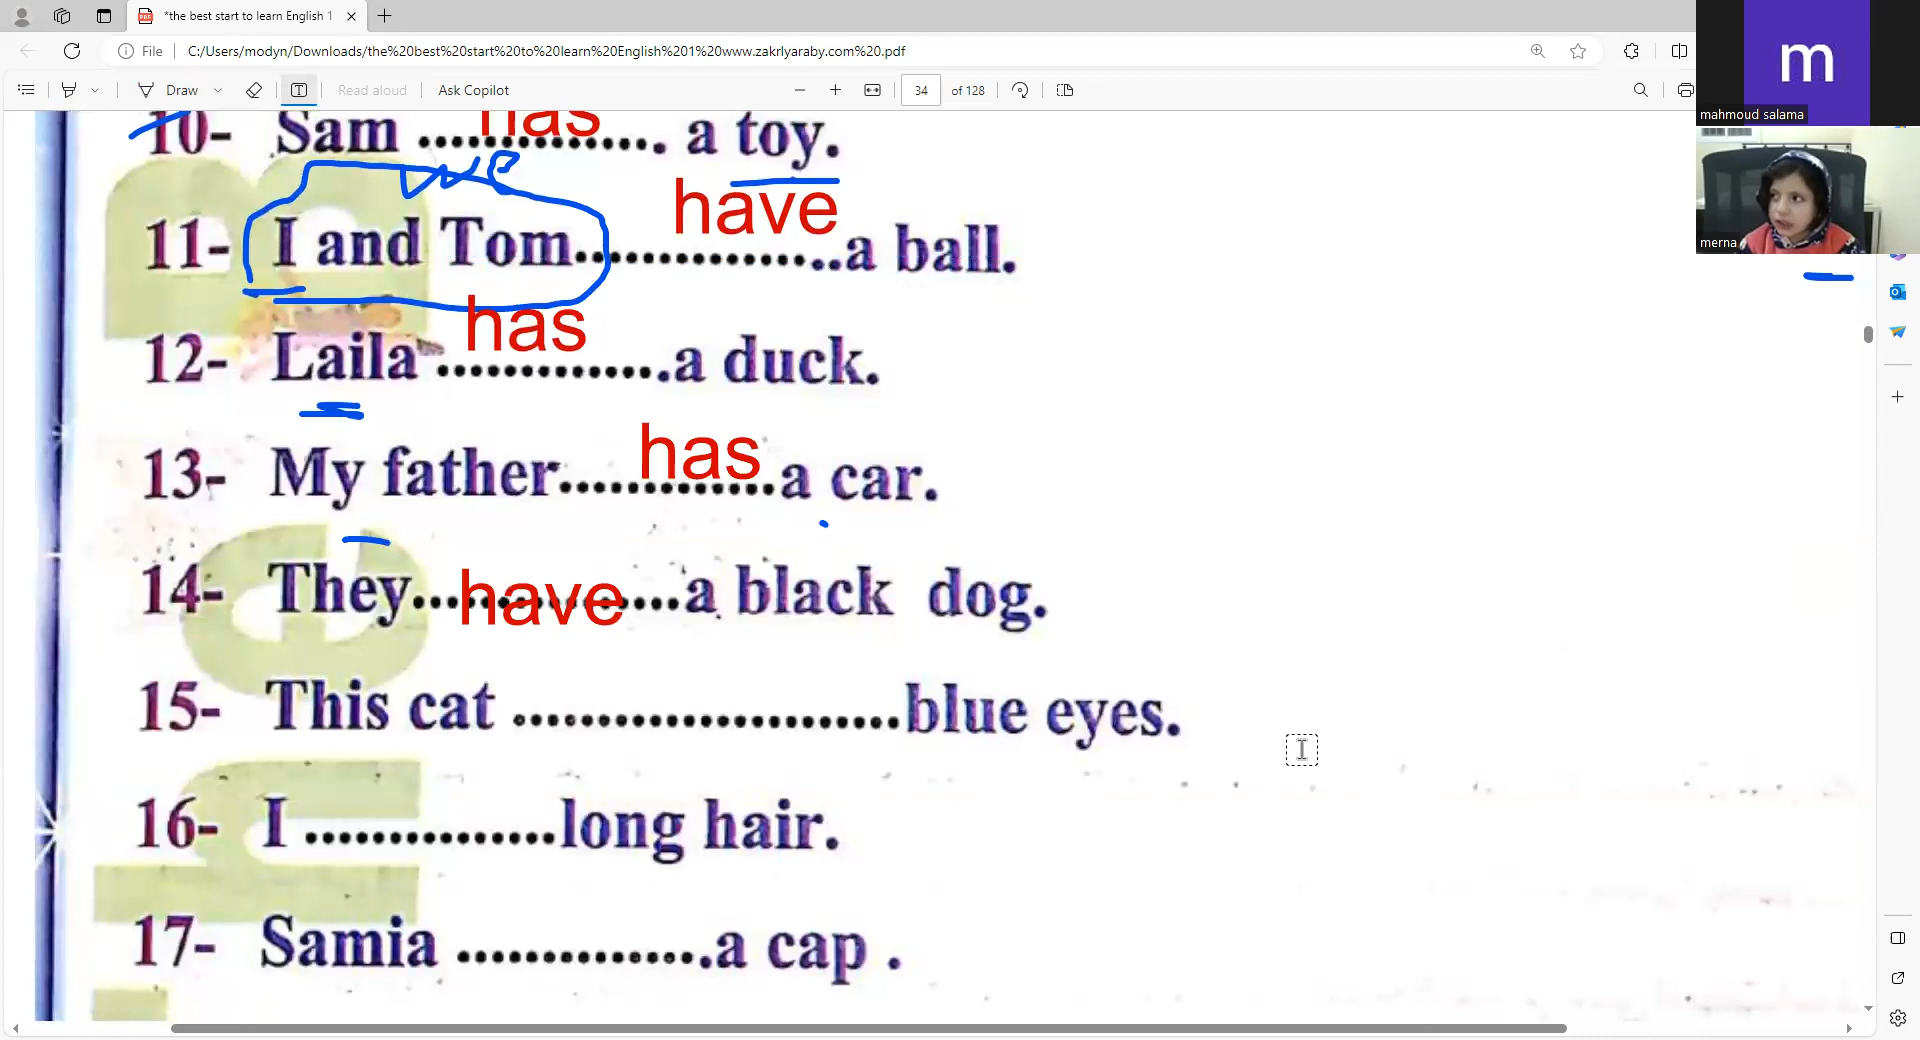 *the best start to learn English 1
File C:/Users/modyn/Downloads/the%20best%20start%20to%20learn%20English%201%20www.zakrlyaraby.com%20.pdf
Draw Read aloud Ask Copilot 34 of 128
m
mahmoud salama
merna
10- Sam ............... has a toy.
we
11- I and Tom............... have a ball.
12- Laila ............... has a duck.
13- My father............... has a car.
14- They............... have a black dog.
15- This cat ........................blue eyes.
16- I ...............long hair.
17- Samia ...............a cap .